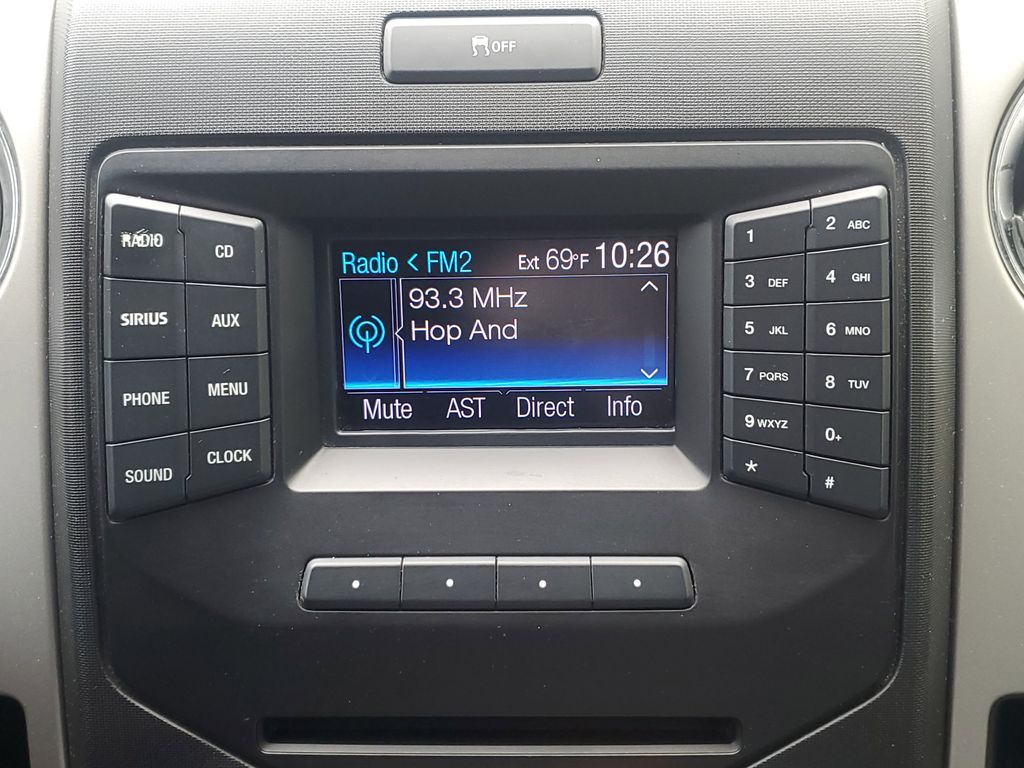 OFF
RADIO
CD
SIRIUS
AUX
PHONE
MENU
SOUND
CLOCK
Radio < FM2
Ext 69°F 10:26
93.3 MHz
Hop And
Mute AST Direct Info
1
2 ABC
3 DEF
4 GHI
5 JKL
6 MNO
7 PQRS
8 TUV
9 WXYZ
0+
*
#